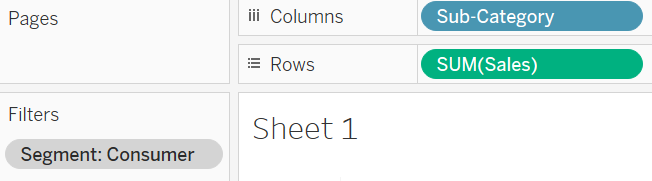 Pages
Columns
Sub-Category
Rows
SUM(Sales)
Filters
Segment: Consumer
Sheet 1